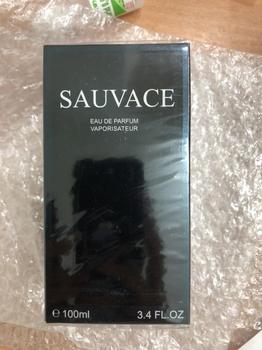 SAUVACE
EAU DE PARFUM
VAPORISATEUR
℮ 100ml 3.4 FL.OZ